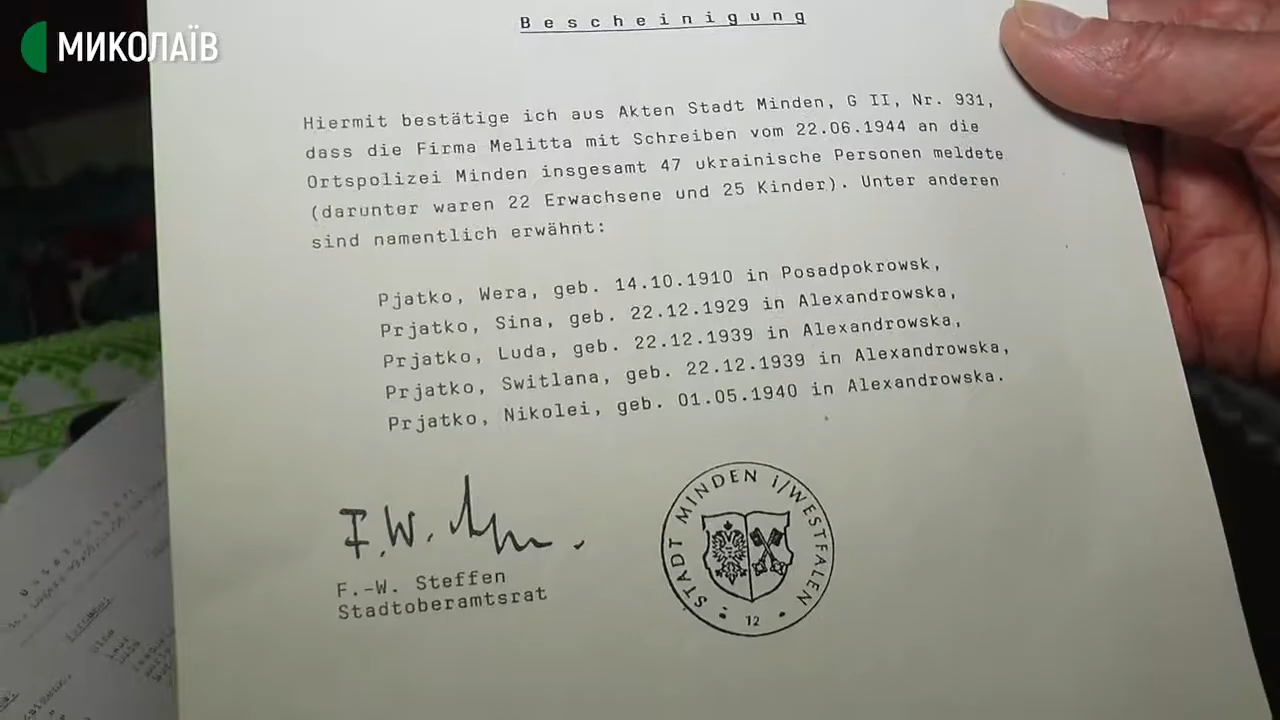 МИКОЛАЇВ
Bescheinigung
Hiermit bestätige ich aus Akten Stadt Minden, G II, Nr. 931,
dass die Firma Melitta mit Schreiben vom 22.06.1944 an die
Ortspolizei Minden insgesamt 47 ukrainische Personen meldete
(darunter waren 22 Erwachsene und 25 Kinder). Unter anderen
sind namentlich erwähnt:
Pjatko, Wera, geb. 14.10.1910 in Posadpokrowsk,
Prjatko, Sina, geb. 22.12.1929 in Alexandrowska,
Prjatko, Luda, geb. 22.12.1939 in Alexandrowska,
Prjatko, Switlana, geb. 22.12.1939 in Alexandrowska,
Prjatko, Nikolei, geb. 01.05.1940 in Alexandrowska.
F.W.
F.-W. Steffen
Stadtoberamtsrat
STADT MINDEN i/WESTFALEN
12